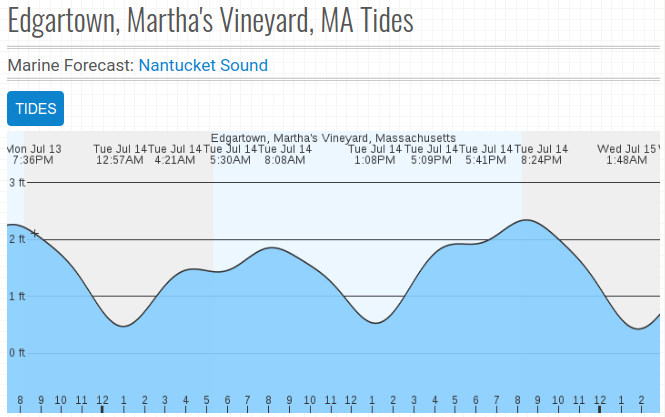 Edgartown, Martha's Vineyard, MA Tides
Marine Forecast: Nantucket Sound
TIDES
Edgartown, Martha's Vineyard, Massachusetts
Mon Jul 13 Tue Jul 14 Tue Jul 14 Tue Jul 14 Tue Jul 14 Tue Jul 14 Tue Jul 14 Tue Jul 14 Tue Jul 14 Wed Jul 15
7:36PM 12:57AM 4:21AM 5:30AM 8:08AM 1:08PM 5:09PM 5:41PM 8:24PM 1:48AM
3 ft
2 ft
1 ft
0 ft
8 9 10 11 12 1 2 3 4 5 6 7 8 9 10 11 12 1 2 3 4 5 6 7 8 9 10 11 12 1 2